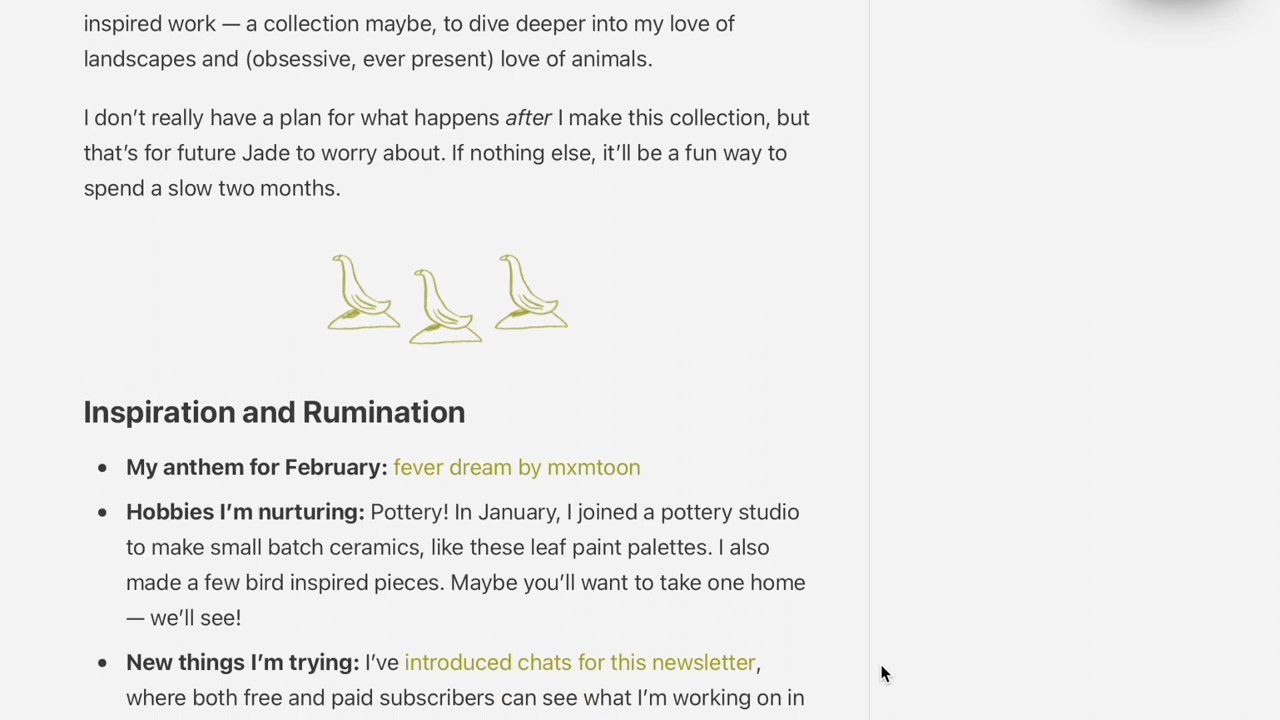 inspired work — a collection maybe, to dive deeper into my love of
landscapes and (obsessive, ever present) love of animals.
I don’t really have a plan for what happens after I make this collection, but
that’s for future Jade to worry about. If nothing else, it’ll be a fun way to
spend a slow two months.
Inspiration and Rumination
• My anthem for February: fever dream by mxmtoon
• Hobbies I’m nurturing: Pottery! In January, I joined a pottery studio
to make small batch ceramics, like these leaf paint palettes. I also
made a few bird inspired pieces. Maybe you’ll want to take one home
— we’ll see!
• New things I’m trying: I’ve introduced chats for this newsletter,
where both free and paid subscribers can see what I’m working on in